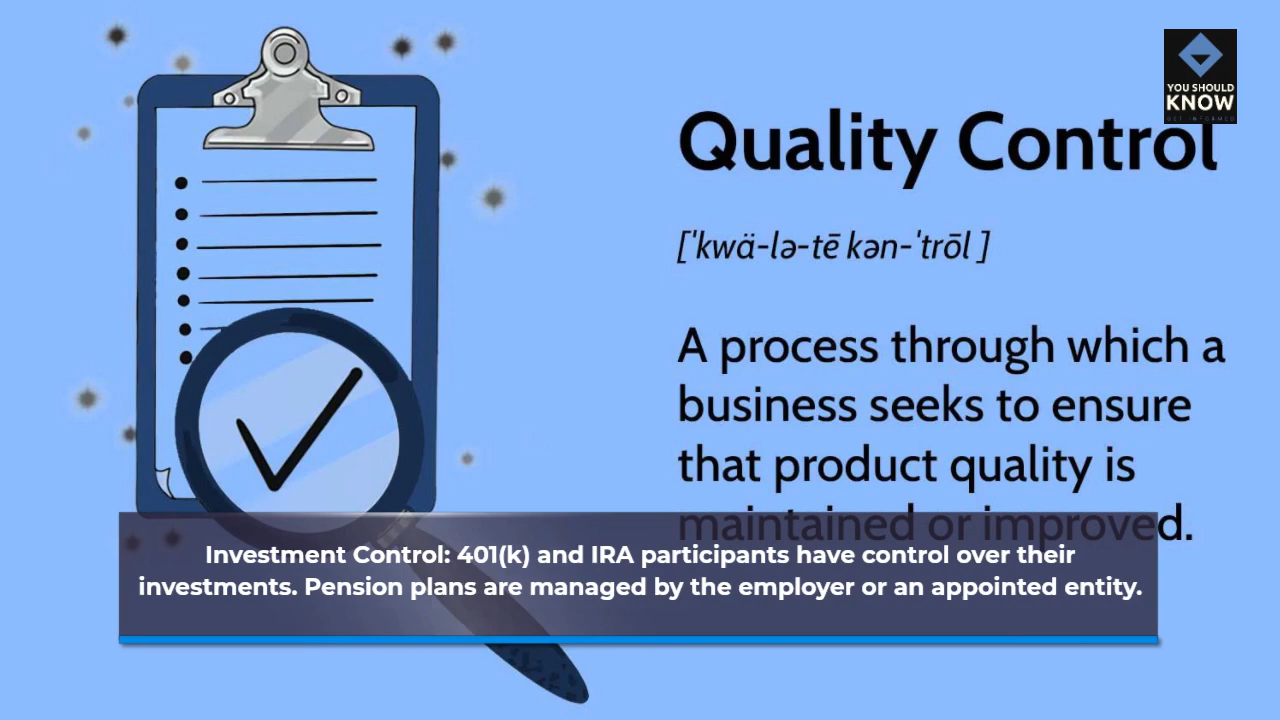 YOU SHOULD
KNOW
GET INFORMED
Quality Control
[ˈkwä-lə-tē kən-ˈtrōl ]
A process through which a
business seeks to ensure
that product quality is
maintained or improved.
Investment Control: 401(k) and IRA participants have control over their
investments. Pension plans are managed by the employer or an appointed entity.